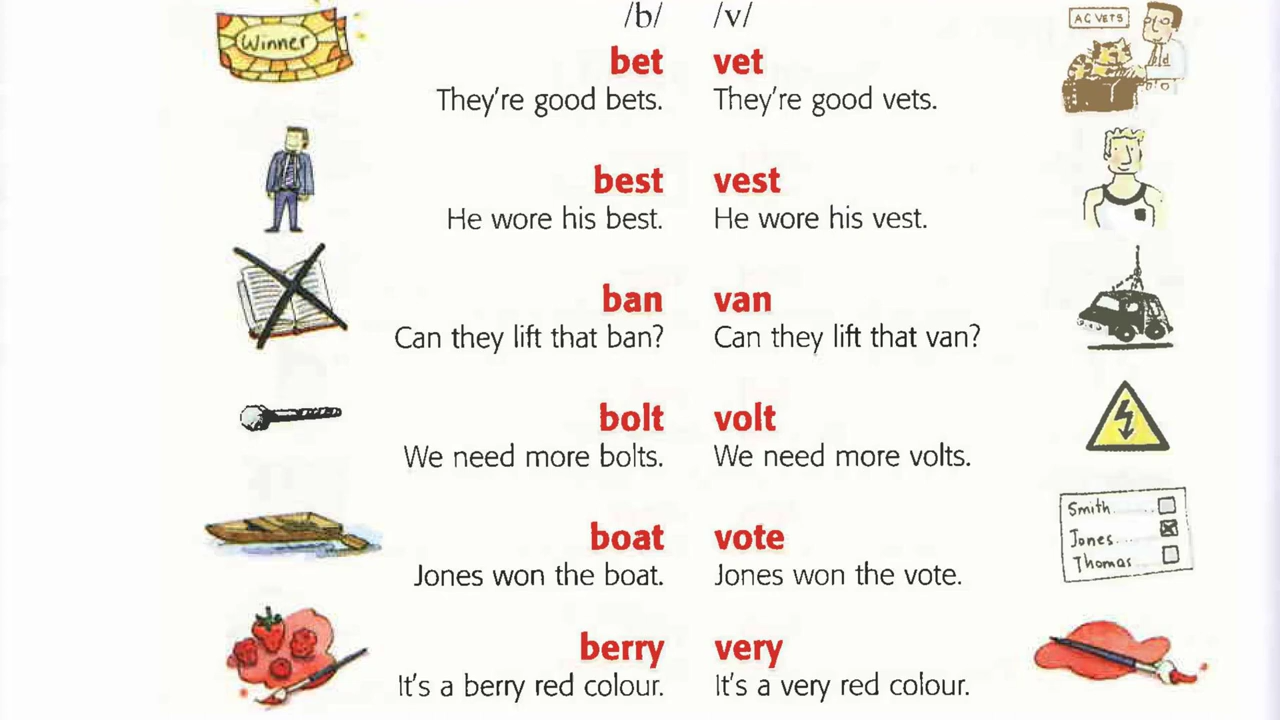 /b/ /v/
Winner
AC VETS
bet vet
They're good bets. They're good vets.
best vest
He wore his best. He wore his vest.
ban van
Can they lift that ban? Can they lift that van?
bolt volt
We need more bolts. We need more volts.
Smith.......
boat vote
Jones....
Thomas
Jones won the boat. Jones won the vote.
berry very
It's a berry red colour. It's a very red colour.